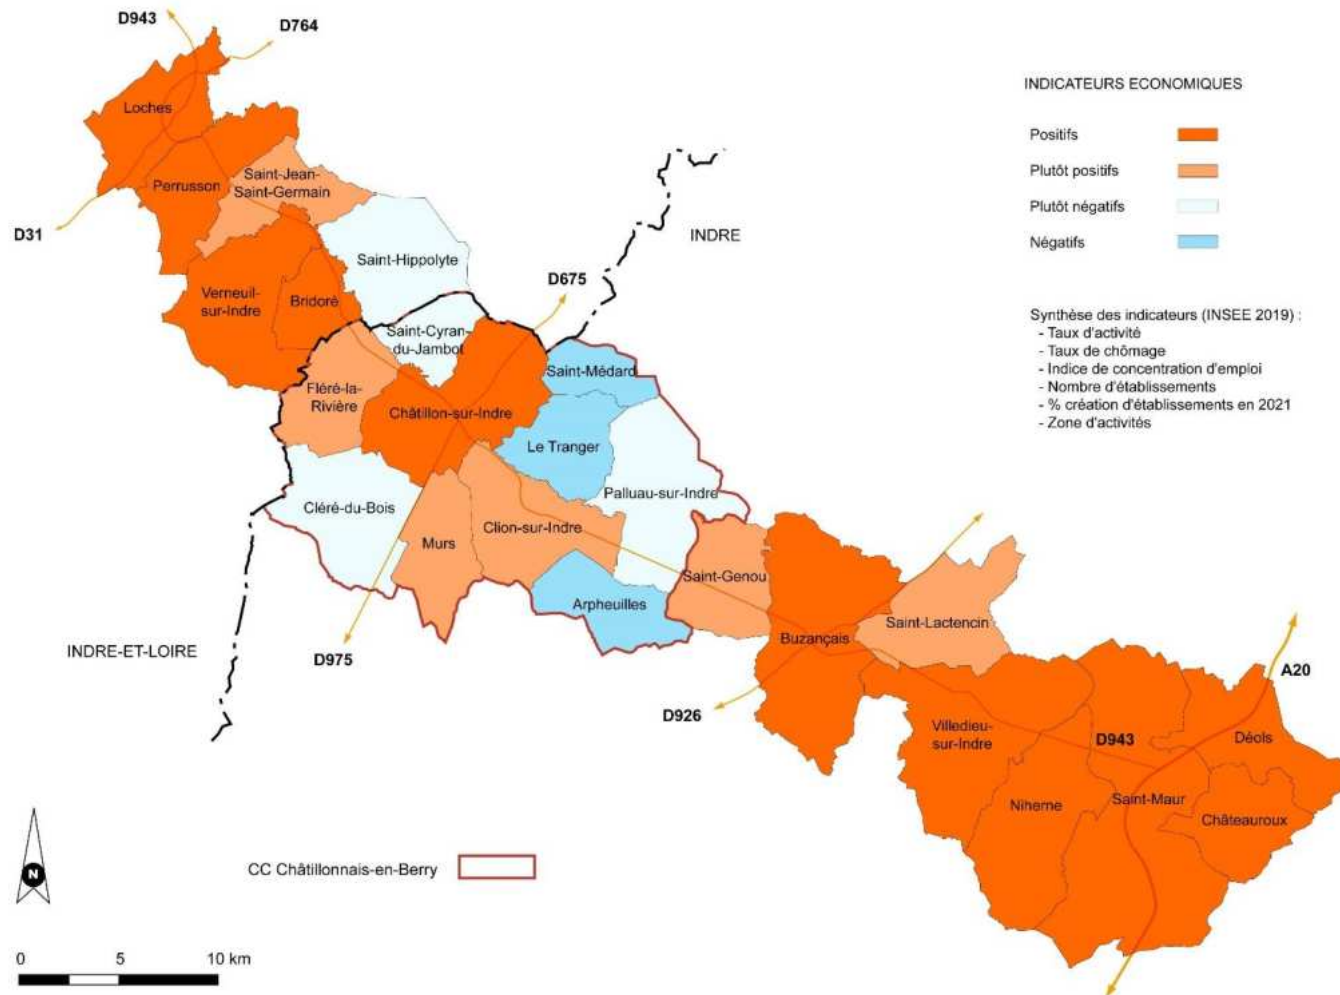 D943
D764
Loches
Perrusson
Saint-Jean-
Saint-Germain
D31
Saint-Hippolyte
INDRE
Verneuil-
sur-Indre
Bridoré
D675
Saint-Cyran-
du-Jambot
Saint-Médard
Fléré-la-
Rivière
Châtillon-sur-Indre
Le Tranger
Palluau-sur-Indre
Cléré-du-Bois
Murs
Clion-sur-Indre
Saint-Genou
Arpheuilles
Buzançais
Saint-Lactencin
INDRE-ET-LOIRE
D975
D926
A20
Villedieu-
sur-Indre
D943
Déols
Niherne
Saint-Maur
Châteauroux
INDICATEURS ECONOMIQUES
Positifs
Plutôt positifs
Plutôt négatifs
Négatifs
Synthèse des indicateurs (INSEE 2019) :
- Taux d'activité
- Taux de chômage
- Indice de concentration d'emploi
- Nombre d'établissements
- % création d'établissements en 2021
- Zone d'activités
CC Châtillonnais-en-Berry
N
0 5 10 km